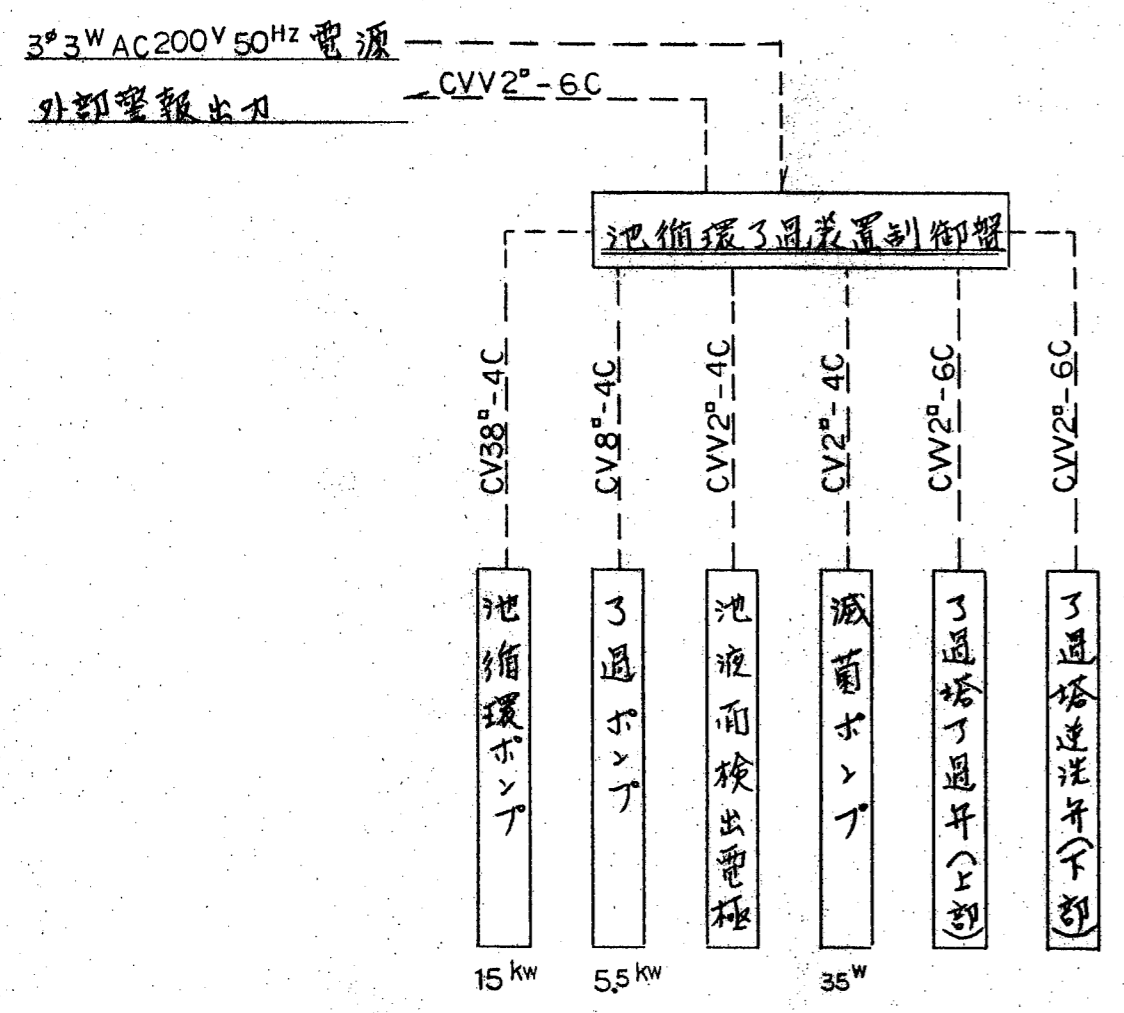 3ø3W AC200V 50Hz 電源
外部警報出力
CVV2□-6C
池循環ろ過装置制御盤
CV38□-4C
CV8□-4C
CVV2□-4C
CV2□-4C
CVV2□-6C
CVV2□-6C
池循環ポンプ
ろ過ポンプ
池液面検出電極
滅菌ポンプ
ろ過塔ろ過弁(上部)
ろ過塔逆洗弁(下部)
15kw
5.5kw
35W